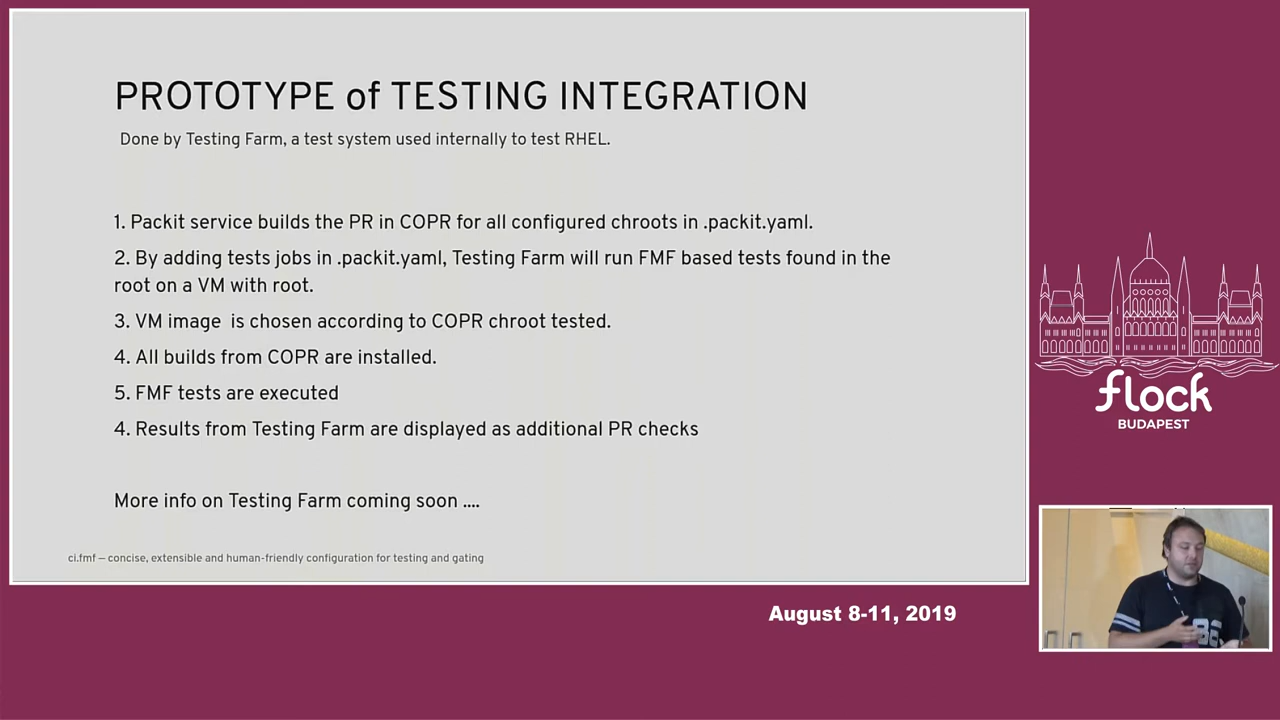 PROTOTYPE of TESTING INTEGRATION
Done by Testing Farm, a test system used internally to test RHEL.
1. Packit service builds the PR in COPR for all configured chroots in .packit.yaml.
2. By adding tests jobs in .packit.yaml, Testing Farm will run FMF based tests found in the
root on a VM with root.
3. VM image is chosen according to COPR chroot tested.
4. All builds from COPR are installed.
5. FMF tests are executed
4. Results from Testing Farm are displayed as additional PR checks
More info on Testing Farm coming soon ....
ci.fmf – concise, extensible and human-friendly configuration for testing and gating
flock
BUDAPEST
August 8-11, 2019